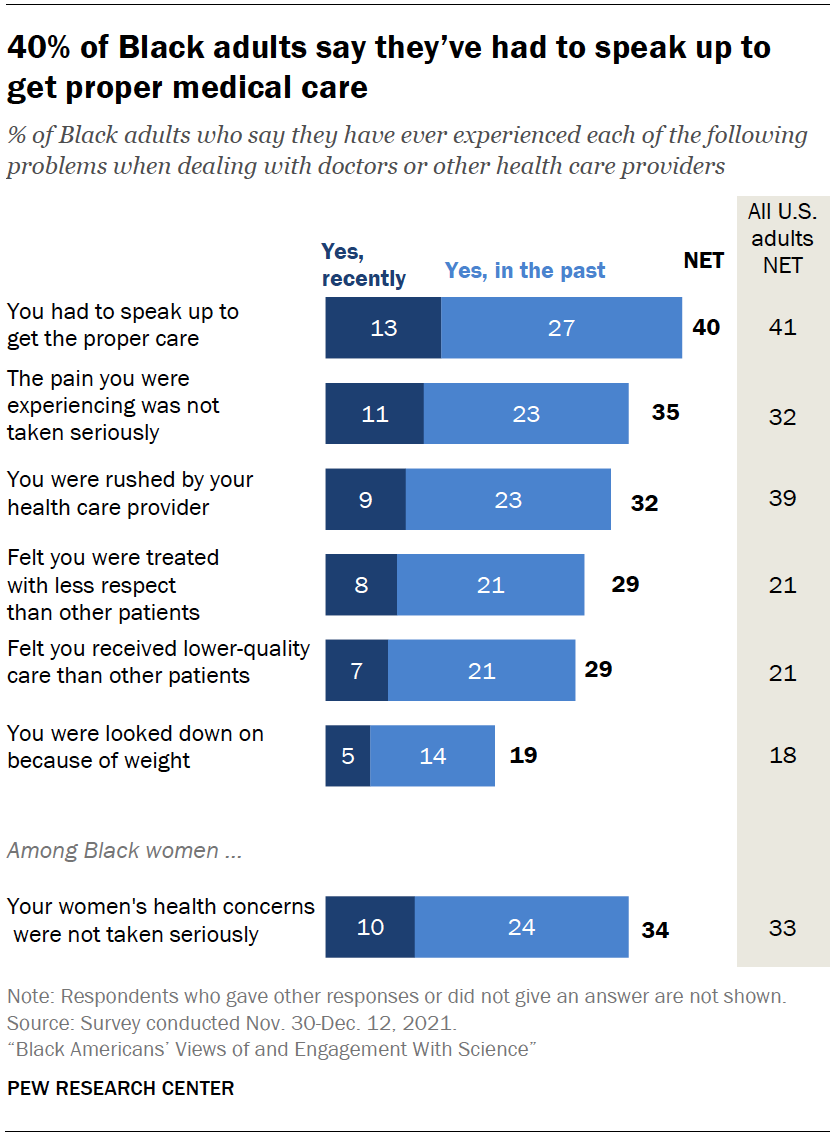 40% of Black adults say they’ve had to speak up to
get proper medical care
% of Black adults who say they have ever experienced each of the following
problems when dealing with doctors or other health care providers
All U.S.
adults
NET
Yes,
recently
Yes, in the past
NET
You had to speak up to
get the proper care
13
27
40
41
The pain you were
experiencing was not
taken seriously
11
23
35
32
You were rushed by your
health care provider
9
23
32
39
Felt you were treated
with less respect
than other patients
8
21
29
21
Felt you received lower-quality
care than other patients
7
21
29
21
You were looked down on
because of weight
5
14
19
18
Among Black women ...
Your women's health concerns
were not taken seriously
10
24
34
33
Note: Respondents who gave other responses or did not give an answer are not shown.
Source: Survey conducted Nov. 30-Dec. 12, 2021.
“Black Americans’ Views of and Engagement With Science”
PEW RESEARCH CENTER